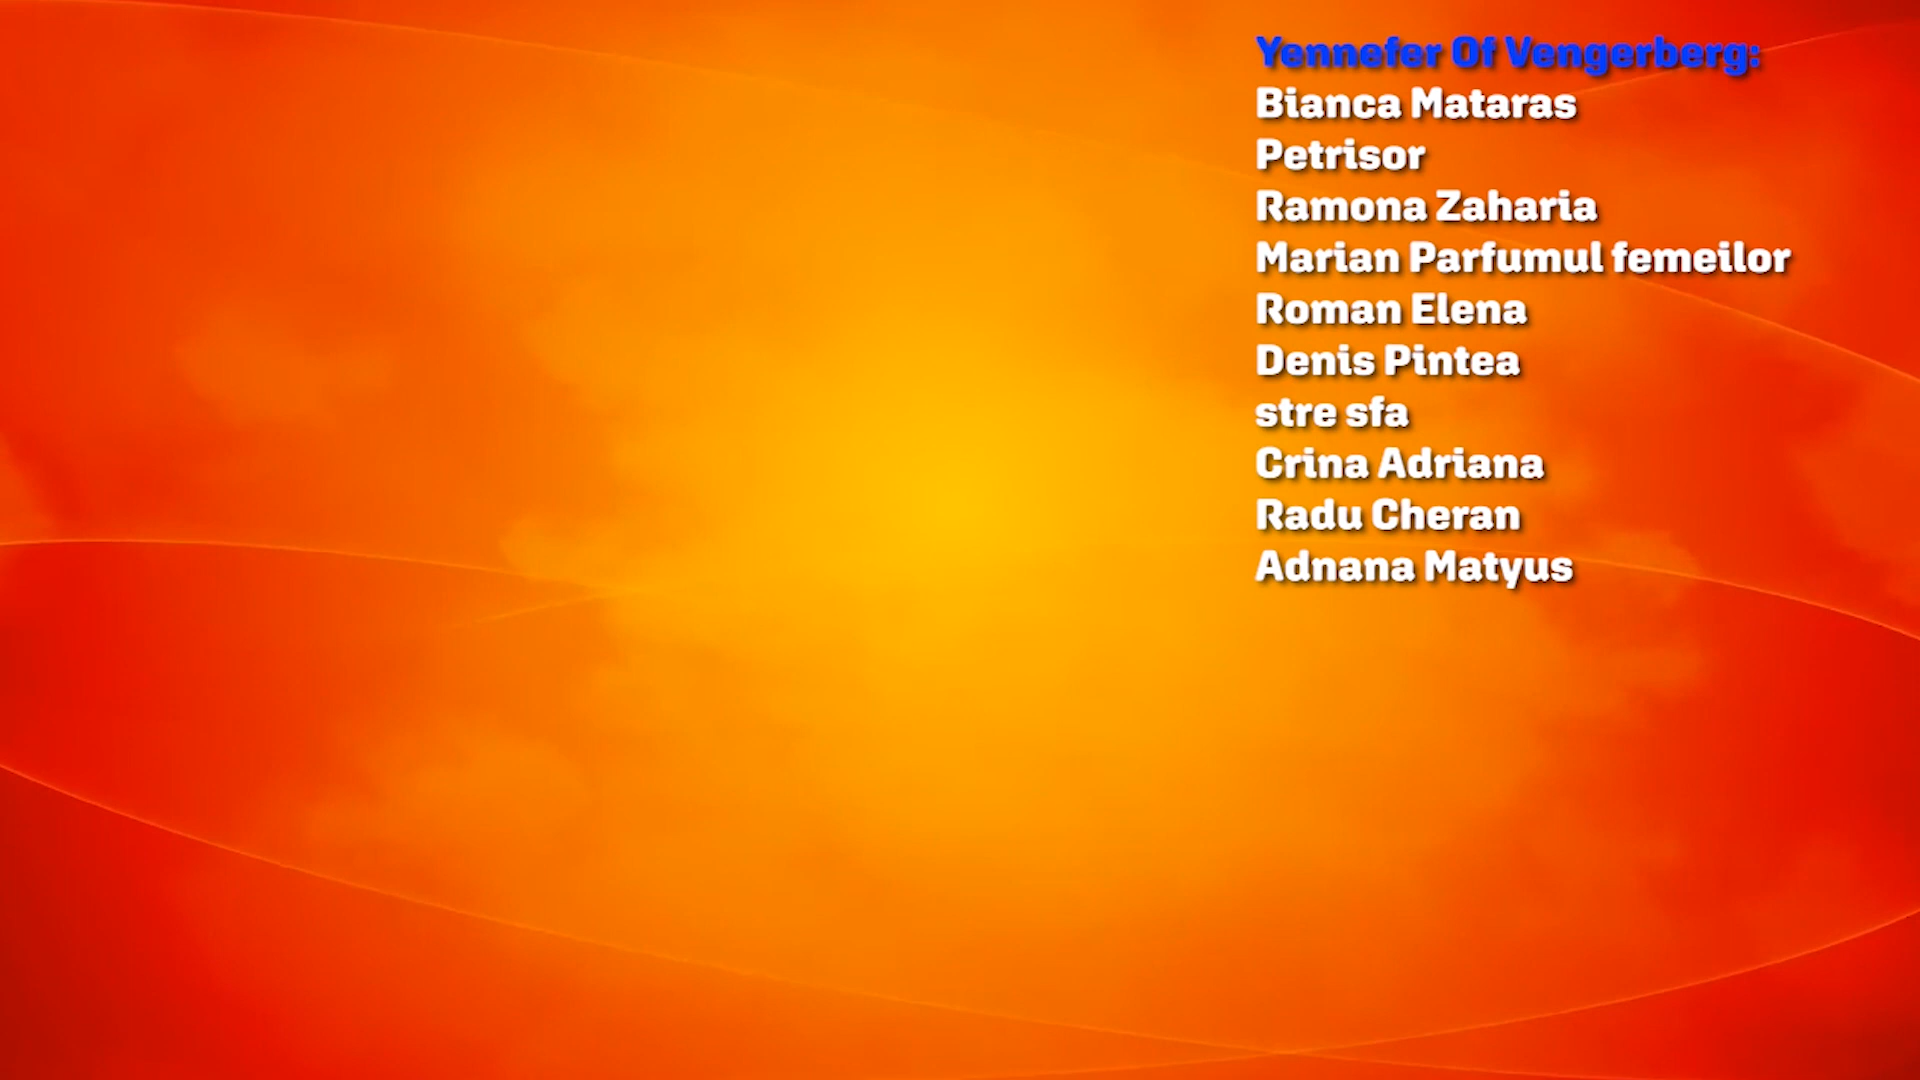 Yennefer Of Vengerberg:
Bianca Mataras
Petrisor
Ramona Zaharia
Marian Parfumul femeilor
Roman Elena
Denis Pintea
stre sfa
Crina Adriana
Radu Cheran
Adnana Matyus